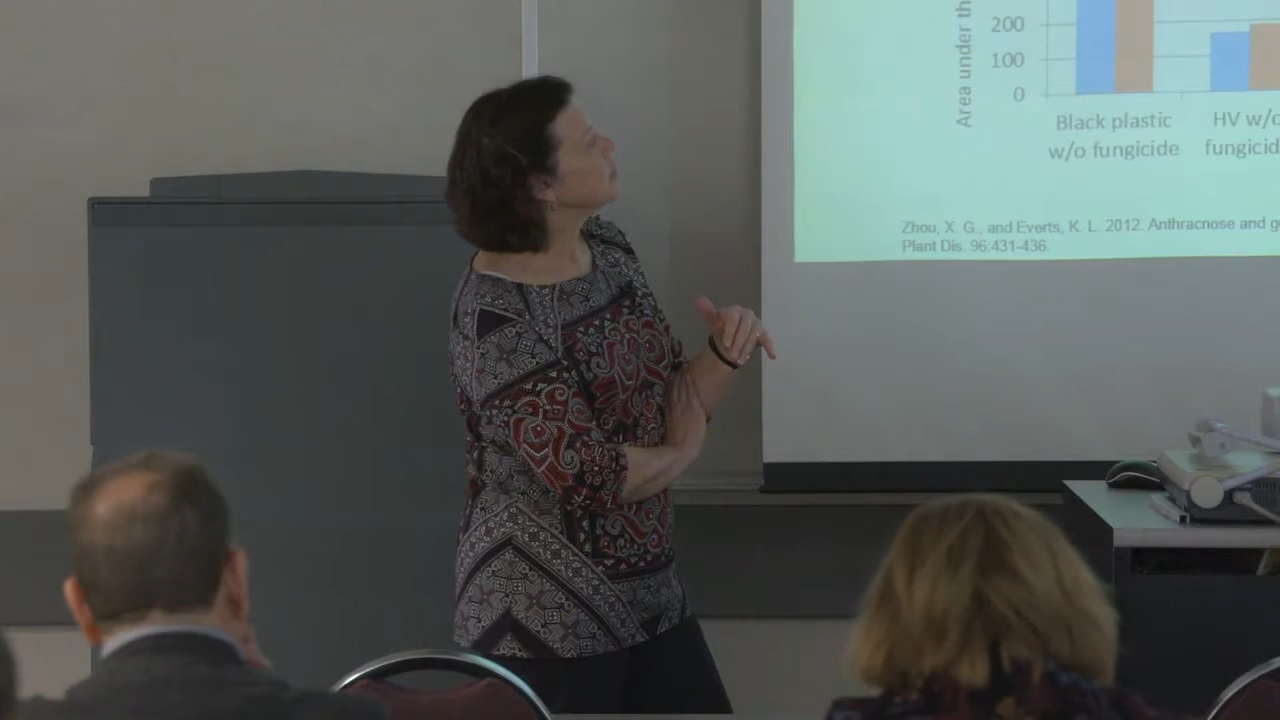 Area under th
200
100
0
Black plastic
w/o fungicide
HV w/o
fungicid
Zhou, X. G., and Everts, K. L. 2012. Anthracnose and g
Plant Dis. 96:431-436.